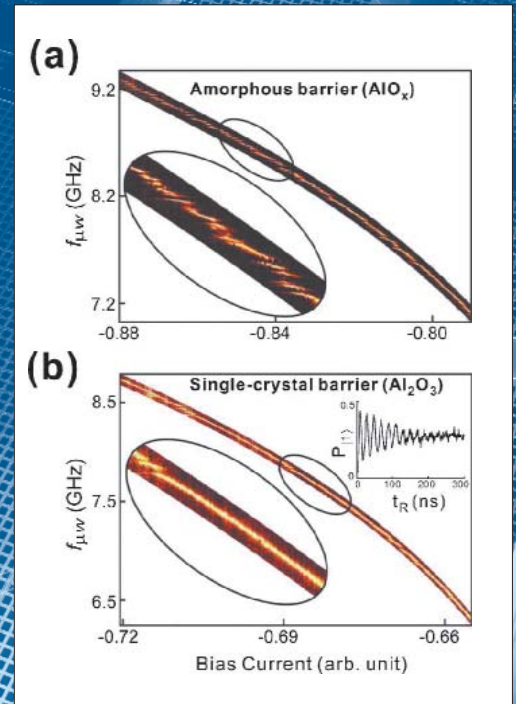 (a)
Amorphous barrier (AlOx)
9.2
8.2
7.2
fμw (GHz)
-0.88
-0.84
-0.80
(b)
Single-crystal barrier (Al2O3)
8.5
7.5
6.5
fμw (GHz)
0.5
0
P|1⟩
0
100
200
300
tR (ns)
-0.72
-0.69
-0.66
Bias Current (arb. unit)